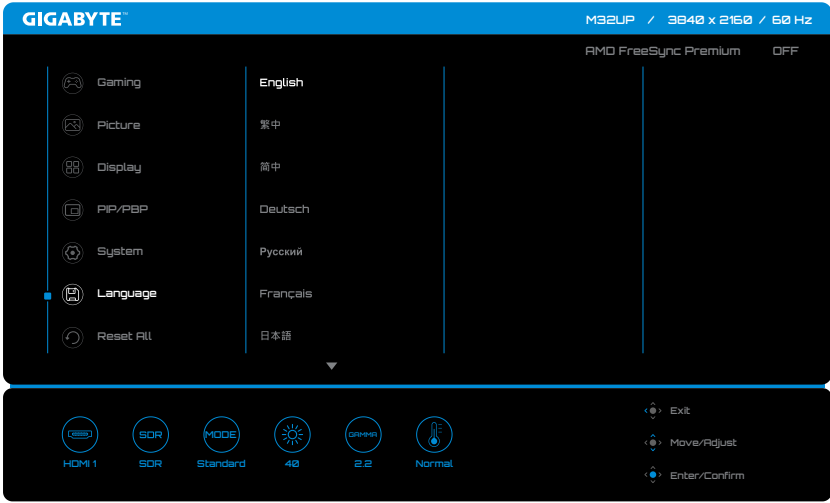 GIGABYTE™ M32UP / 3840 x 2160 / 60 Hz
AMD FreeSync Premium OFF
Gaming English
Picture 繁中
Display 简中
PIP/PBP Deutsch
System Русский
Language Français
Reset All 日本語
SDR MODE GAMMA
HDMI 1 SDR Standard 40 2.2 Normal
Exit
Move/Adjust
Enter/Confirm